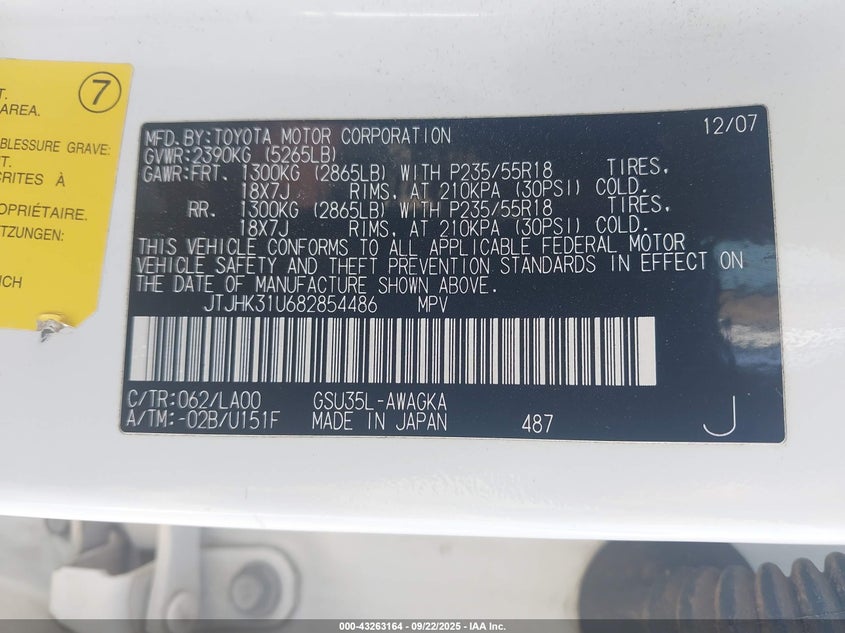 7
T.
AREA.
BLESSURE GRAVE:
T.
CRITES À
OPRIÉTAIRE.
TZUNGEN:
CH
MFD.BY:TOYOTA MOTOR CORPORATION 12/07
GVWR:2390KG (5265LB)
GAWR:FRT. 1300KG (2865LB) WITH P235/55R18 TIRES,
18X7J RIMS, AT 210KPA (30PSI) COLD.
RR. 1300KG (2865LB) WITH P235/55R18 TIRES,
18X7J RIMS, AT 210KPA (30PSI) COLD.
THIS VEHICLE CONFORMS TO ALL APPLICABLE FEDERAL MOTOR
VEHICLE SAFETY AND THEFT PREVENTION STANDARDS IN EFFECT ON
THE DATE OF MANUFACTURE SHOWN ABOVE.
JTJHK31U682854486 MPV
C/TR:062/LA00 GSU35L-AWAGKA
A/TM:-02B/U151F MADE IN JAPAN 487 J
000-43263164 - 09/22/2025 - IAA Inc.